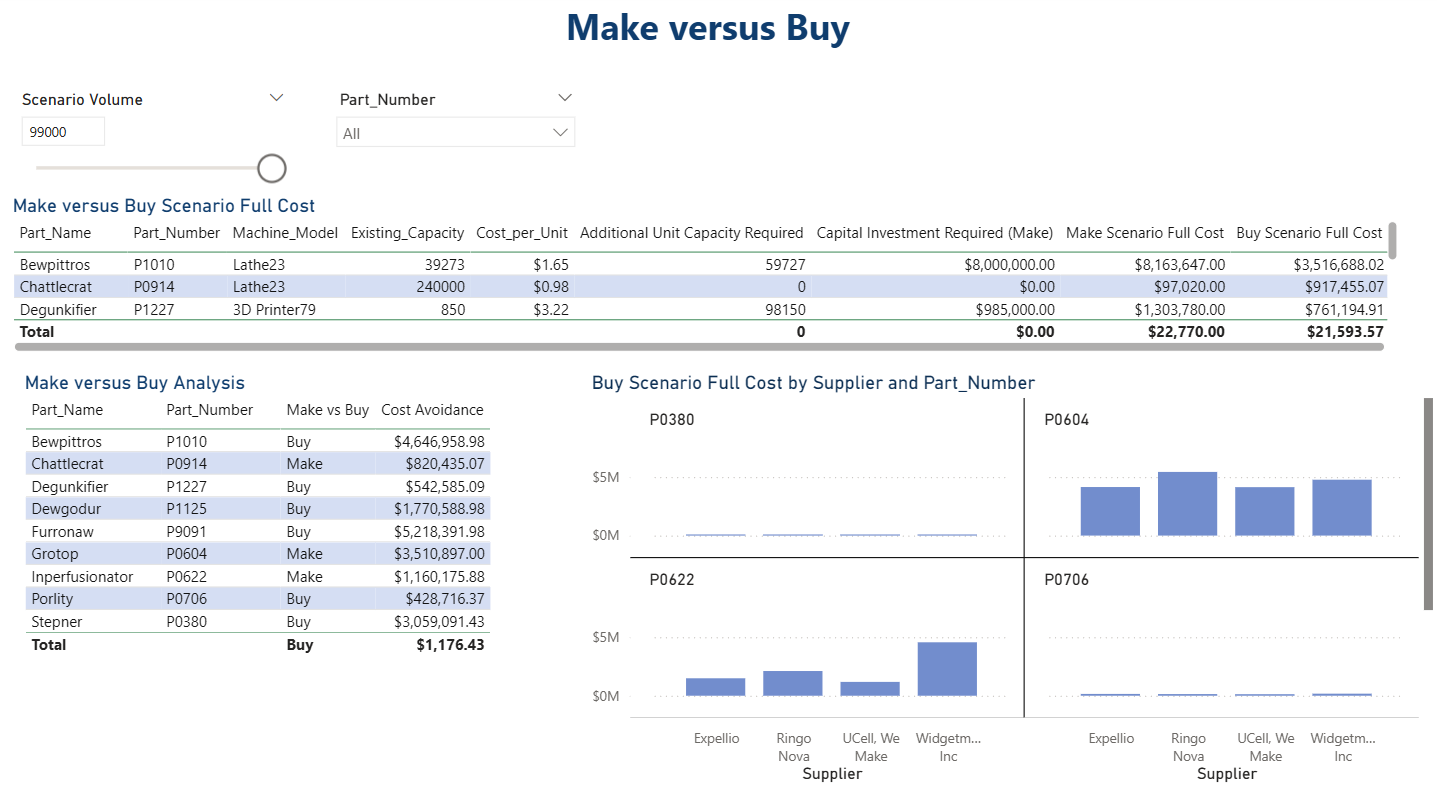 Make versus Buy
Scenario Volume
Part_Number
99000
All
Make versus Buy Scenario Full Cost
Part_Name Part_Number Machine_Model Existing_Capacity Cost_per_Unit Additional Unit Capacity Required Capital Investment Required (Make) Make Scenario Full Cost Buy Scenario Full Cost
Bewpittros P1010 Lathe23 39273 $1.65 59727 $8,000,000.00 $8,163,647.00 $3,516,688.02
Chattlecrat P0914 Lathe23 240000 $0.98 0 $0.00 $97,020.00 $917,455.07
Degunkifier P1227 3D Printer79 850 $3.22 98150 $985,000.00 $1,303,780.00 $761,194.91
Total 0 $0.00 $22,770.00 $21,593.57
Make versus Buy Analysis
Part_Name Part_Number Make vs Buy Cost Avoidance
Bewpittros P1010 Buy $4,646,958.98
Chattlecrat P0914 Make $820,435.07
Degunkifier P1227 Buy $542,585.09
Dewgodur P1125 Buy $1,770,588.98
Furronaw P9091 Buy $5,218,391.98
Grotop P0604 Make $3,510,897.00
Inperfusionator P0622 Make $1,160,175.88
Porlity P0706 Buy $428,716.37
Stepner P0380 Buy $3,059,091.43
Total Buy $1,176.43
Buy Scenario Full Cost by Supplier and Part_Number
P0380 P0604
$5M
$0M
P0622 P0706
$5M
$0M
Expellio Ringo UCell, We Widgetm... Expellio Ringo UCell, We Widgetm...
Nova Make Inc Nova Make Inc
Supplier Supplier